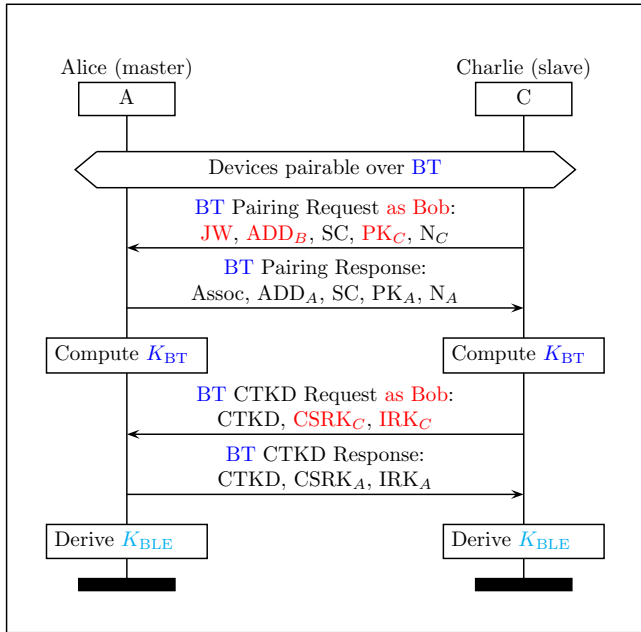 Alice (master)
Charlie (slave)
A
C
Devices pairable over BT
BT Pairing Request as Bob:
JW, ADD_B, SC, PK_C, N_C
BT Pairing Response:
Assoc, ADD_A, SC, PK_A, N_A
Compute K_BT
Compute K_BT
BT CTKD Request as Bob:
CTKD, CSRK_C, IRK_C
BT CTKD Response:
CTKD, CSRK_A, IRK_A
Derive K_BLE
Derive K_BLE